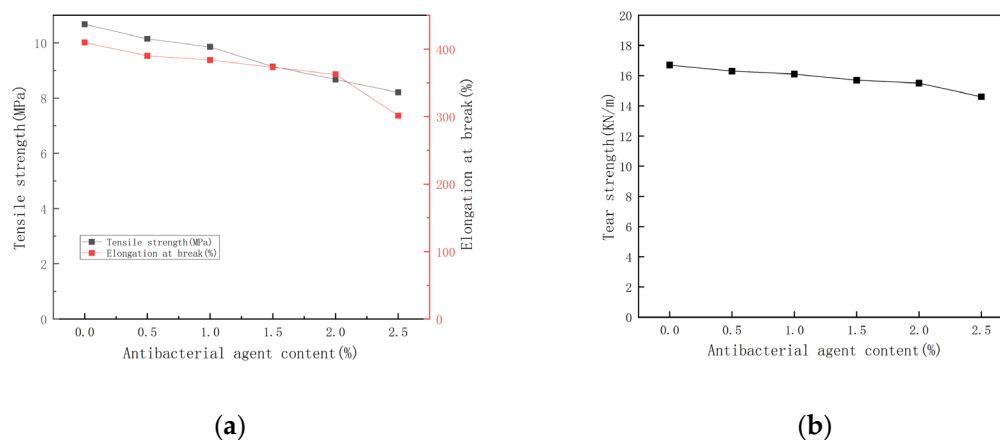 10
8
6
4
2
0
Tensile strength(MPa)
Tensile strength(MPa)
Elongation at break(%)
400
300
200
100
0
Elongation at break(%)
0.0 0.5 1.0 1.5 2.0 2.5
Antibacterial agent content(%)
(a)
20
18
16
14
12
10
8
6
4
2
0
Tear strength(KN/m)
0.0 0.5 1.0 1.5 2.0 2.5
Antibacterial agent content(%)
(b)